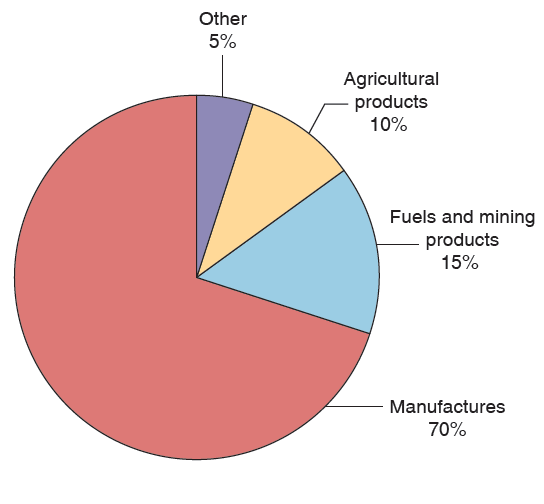 Other
5%
Agricultural
products
10%
Fuels and mining
products
15%
Manufactures
70%